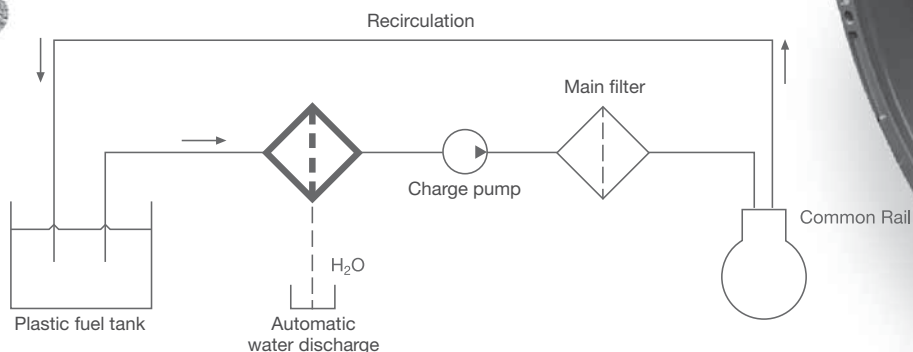 Recirculation
Main filter
Charge pump
Common Rail
H₂O
Plastic fuel tank
Automatic
water discharge